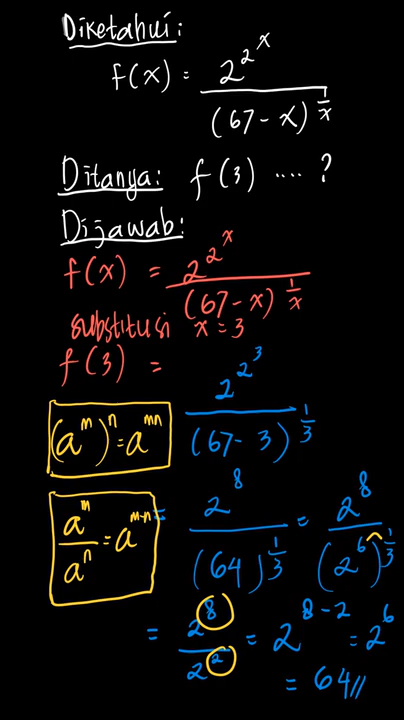 Diketahui:
f(x) = 2^2^x / (67 - x)^(1/x)
Ditanya: f(3) .... ?
Dijawab:
f(x) = 2^2^x / (67 - x)^(1/x)
substitusi x = 3
f(3) = 2^2^3 / (67 - 3)^(1/3)
(a^m)^n = a^mn
= 2^8 / (64)^(1/3) = 2^8 / (2^6)^(1/3)
a^m / a^n = a^(m-n)
= 2^8 / 2^2 = 2^(8-2) = 2^6
= 64//